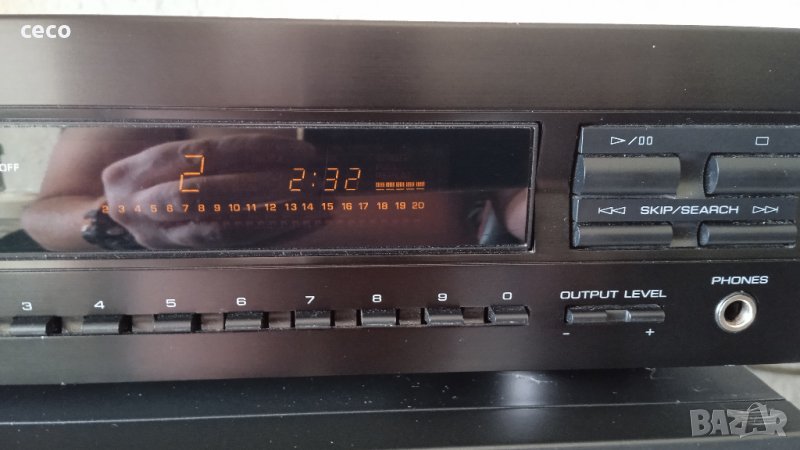 ceco
OFF
2 2:32
2 3 4 5 6 7 8 9 10 11 12 13 14 15 16 17 18 19 20
SKIP/SEARCH
3 4 5 6 7 8 9 0
OUTPUT LEVEL
- +
PHONES
BAZAR